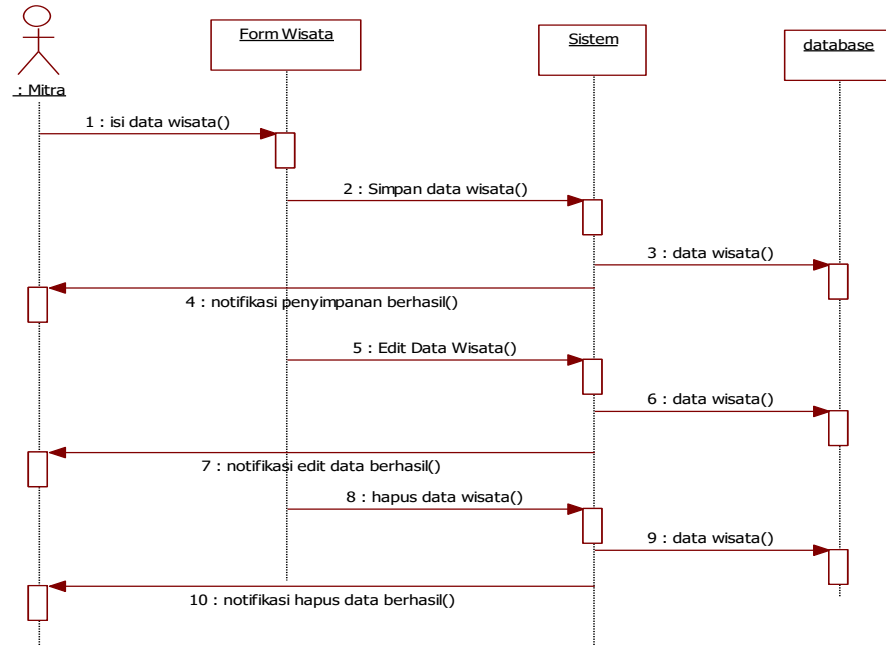 Form Wisata
Sistem
database
: Mitra
1 : isi data wisata()
2 : Simpan data wisata()
3 : data wisata()
4 : notifikasi penyimpanan berhasil()
5 : Edit Data Wisata()
6 : data wisata()
7 : notifikasi edit data berhasil()
8 : hapus data wisata()
9 : data wisata()
10 : notifikasi hapus data berhasil()